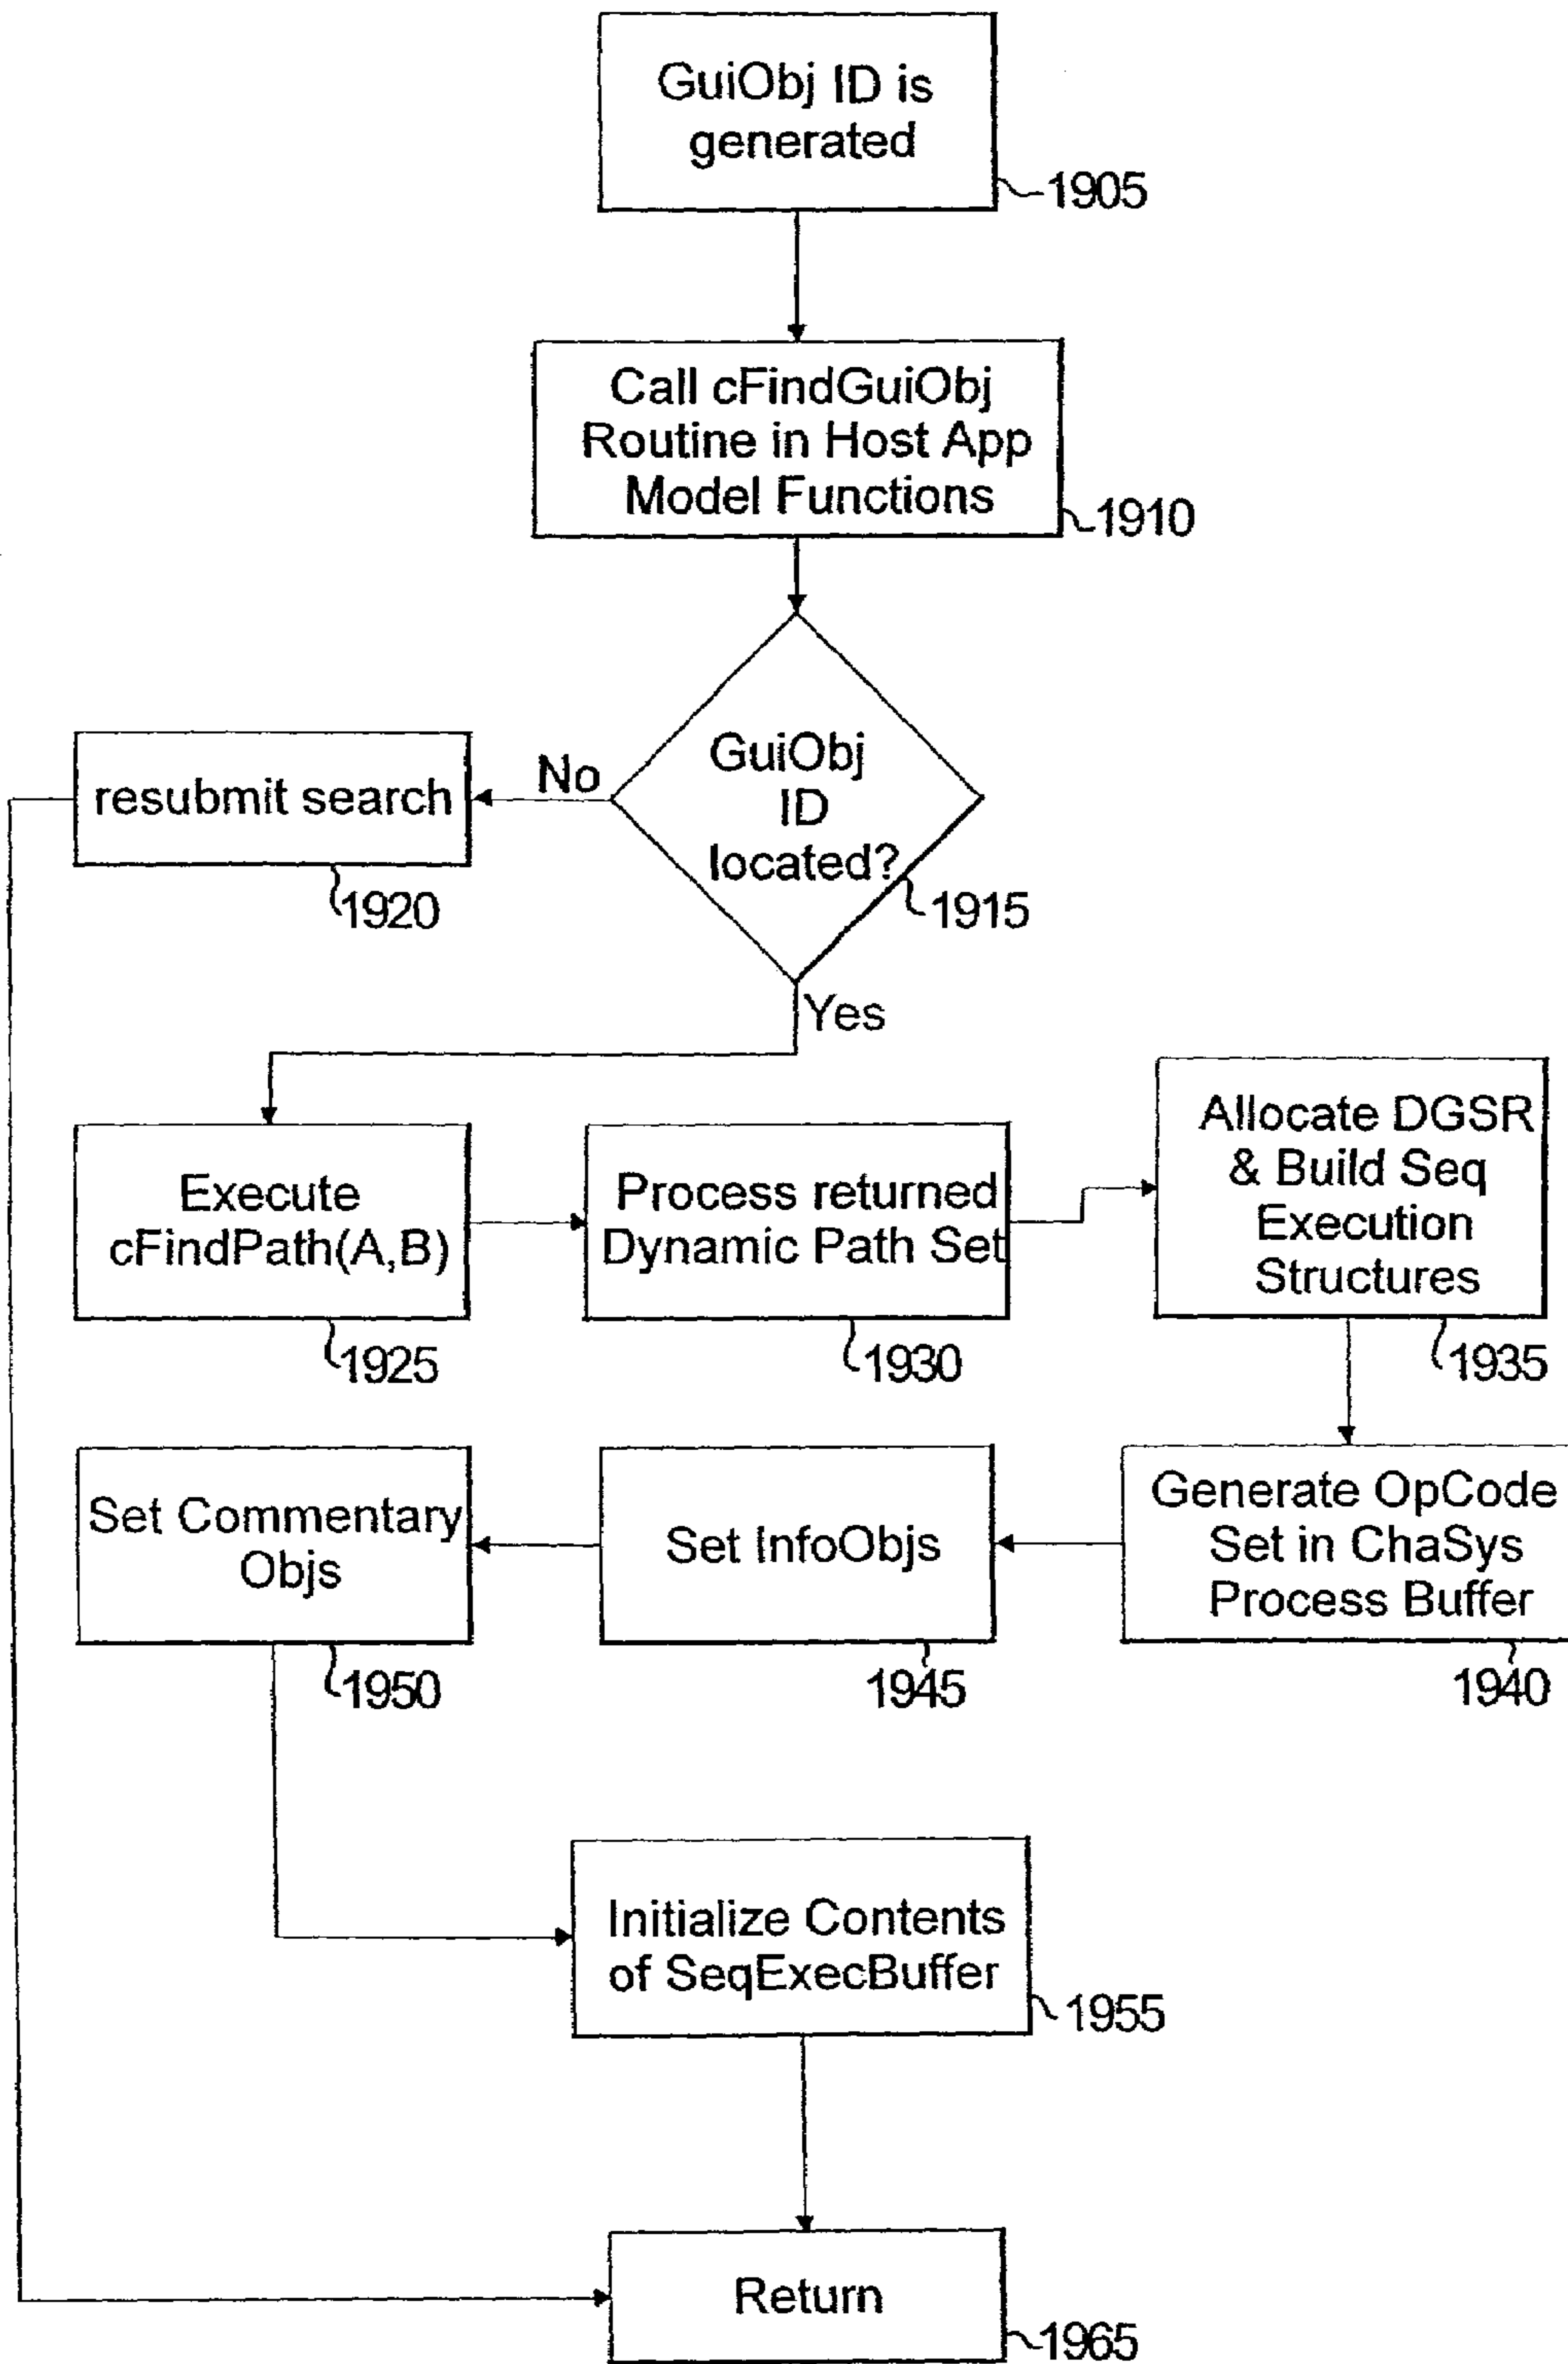 GuiObj ID is
generated
1905
Call cFindGuiObj
Routine in Host App
Model Functions
1910
GuiObj
ID
located?
1915
No
resubmit search
1920
Yes
Execute
cFindPath(A,B)
1925
Process returned
Dynamic Path Set
1930
Allocate DGSR
& Build Seq
Execution
Structures
1935
Generate OpCode
Set in ChaSys
Process Buffer
1940
Set InfoObjs
1945
Set Commentary
Objs
1950
Initialize Contents
of SeqExecBuffer
1955
Return
1965